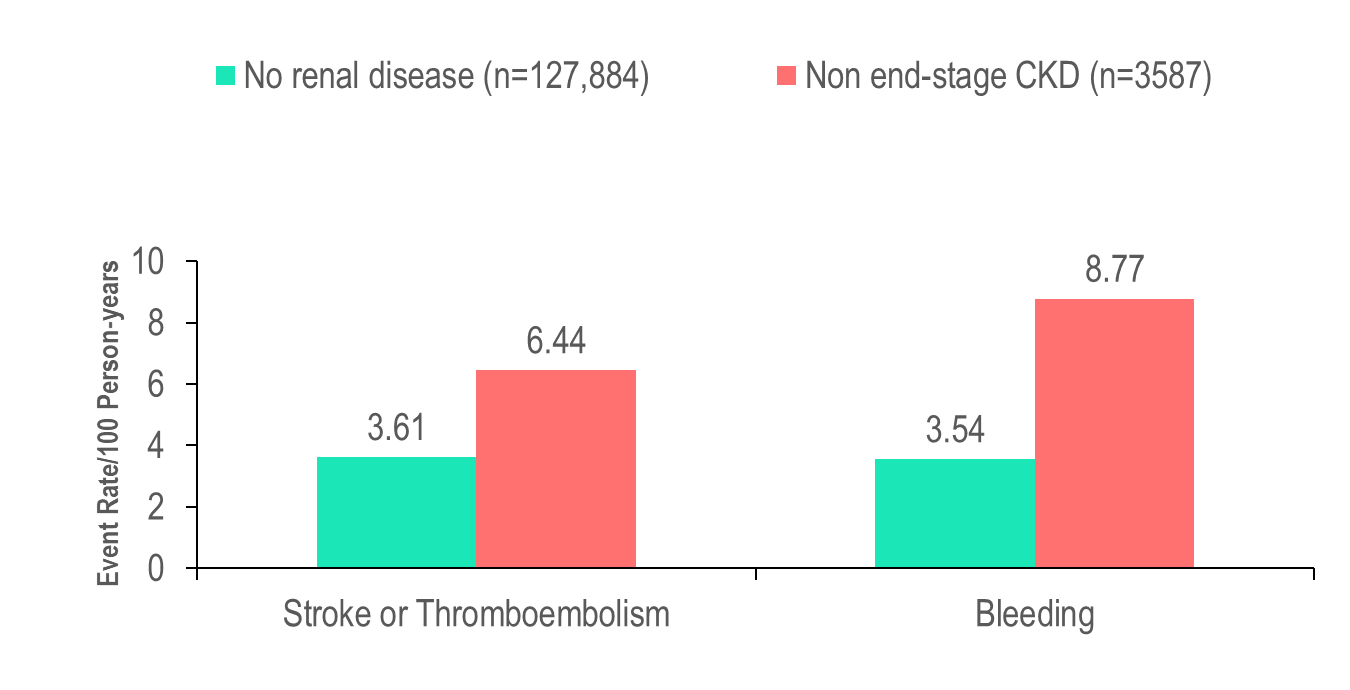 No renal disease (n=127,884)
Non end-stage CKD (n=3587)
Event Rate/100 Person-years
10
8
6
4
2
0
3.61
6.44
3.54
8.77
Stroke or Thromboembolism
Bleeding